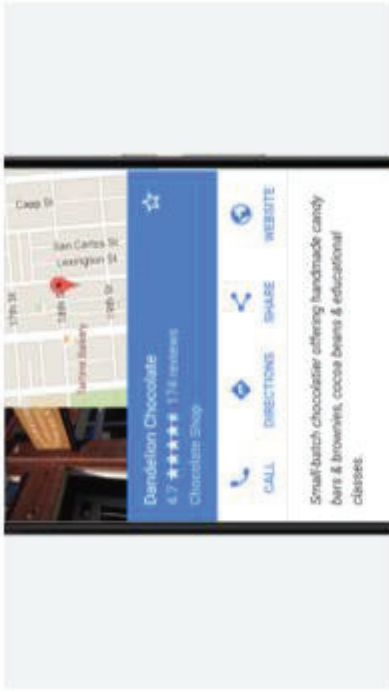 Capp St
San Carlos St
Lexington St
17th St
18th St
19th St
Tartine Bakery
Dandelion Chocolate
4.7 ★★★★★ 174 reviews
Chocolate Shop
CALL
DIRECTIONS
SHARE
WEBSITE
Small-batch chocolatier offering handmade candy
bars & brownies, cocoa beans & educational
classes.